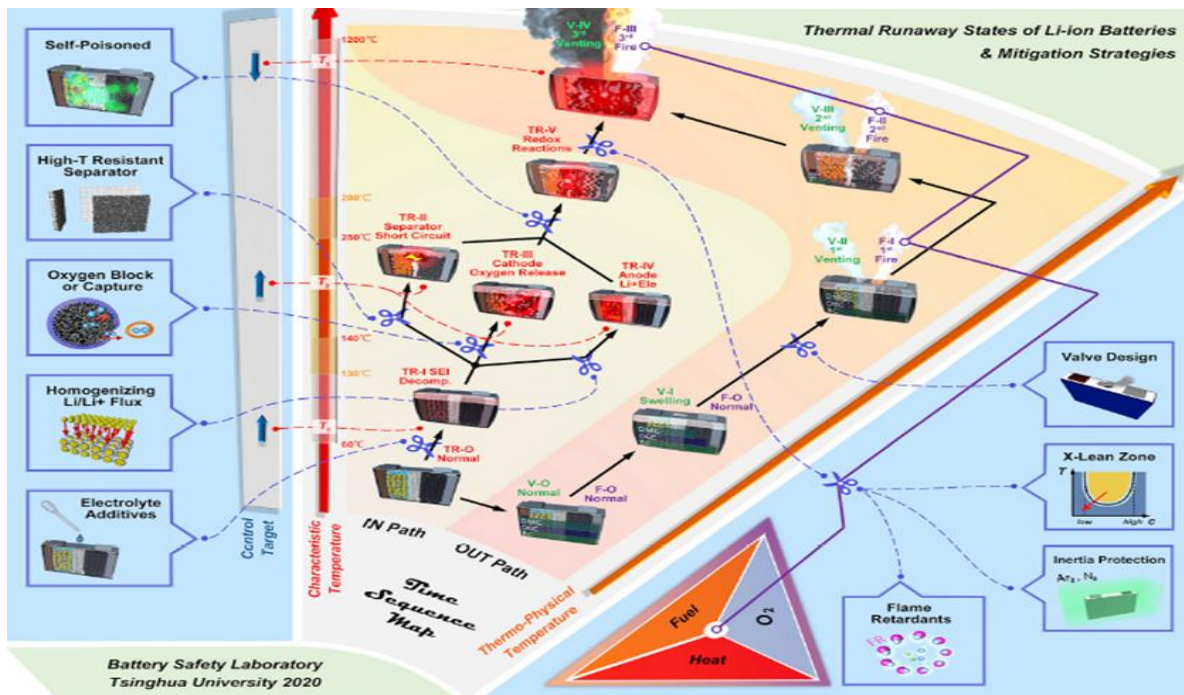 Thermal Runaway States of Li-ion Batteries
& Mitigation Strategies
Self-Poisoned
High-T Resistant
Separator
Oxygen Block
or Capture
Homogenizing
Li/Li+ Flux
Electrolyte
Additives
Control
Target
Characteristic
Temperature
1200℃
250℃
140℃
130℃
60℃
V-IV
3rd
Venting
F-III
3rd
Fire
V-III
2nd
Venting
F-II
2nd
Fire
TR-V
Redox
Reactions
TR-II
Separator
Short Circuit
TR-III
Cathode
Oxygen Release
TR-IV
Anode
Li+Ele
V-II
1st
Venting
F-I
1st
Fire
TR-I SEI
Decomp.
V-I
Swelling
F-O
Normal
TR-O
Normal
V-O
Normal
F-O
Normal
IN Path
OUT Path
Time
Sequence
Map
Thermo-Physical
Temperature
Fuel
O2
Heat
Valve Design
X-Lean Zone
T
low
high
C
Inertia Protection
Flame
Retardants
FR
Battery Safety Laboratory
Tsinghua University 2020